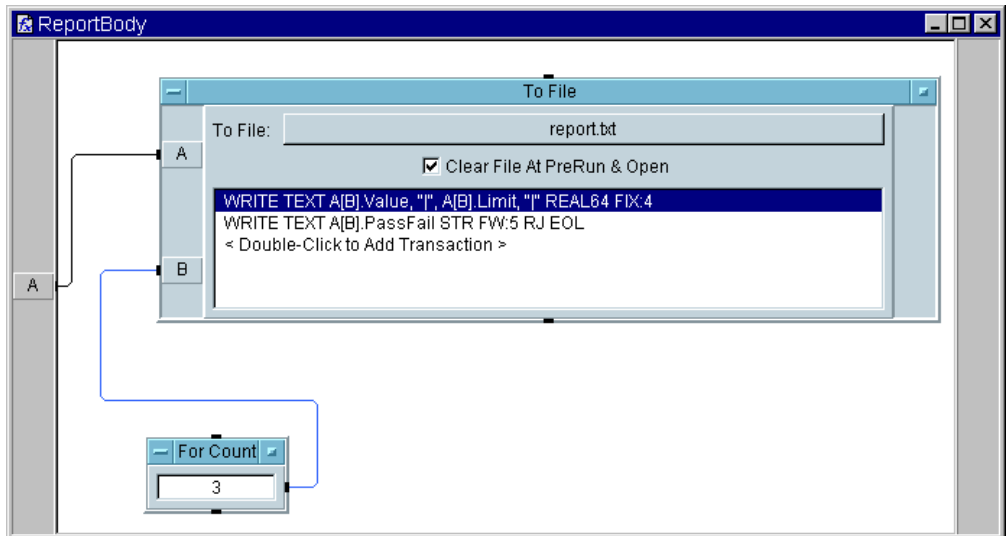 ReportBody
To File
To File: report.txt
A
Clear File At PreRun & Open
WRITE TEXT A[B].Value, "|", A[B].Limit, "|" REAL64 FIX:4
WRITE TEXT A[B].PassFail STR FW:5 RJ EOL
< Double-Click to Add Transaction >
B
A
For Count
3